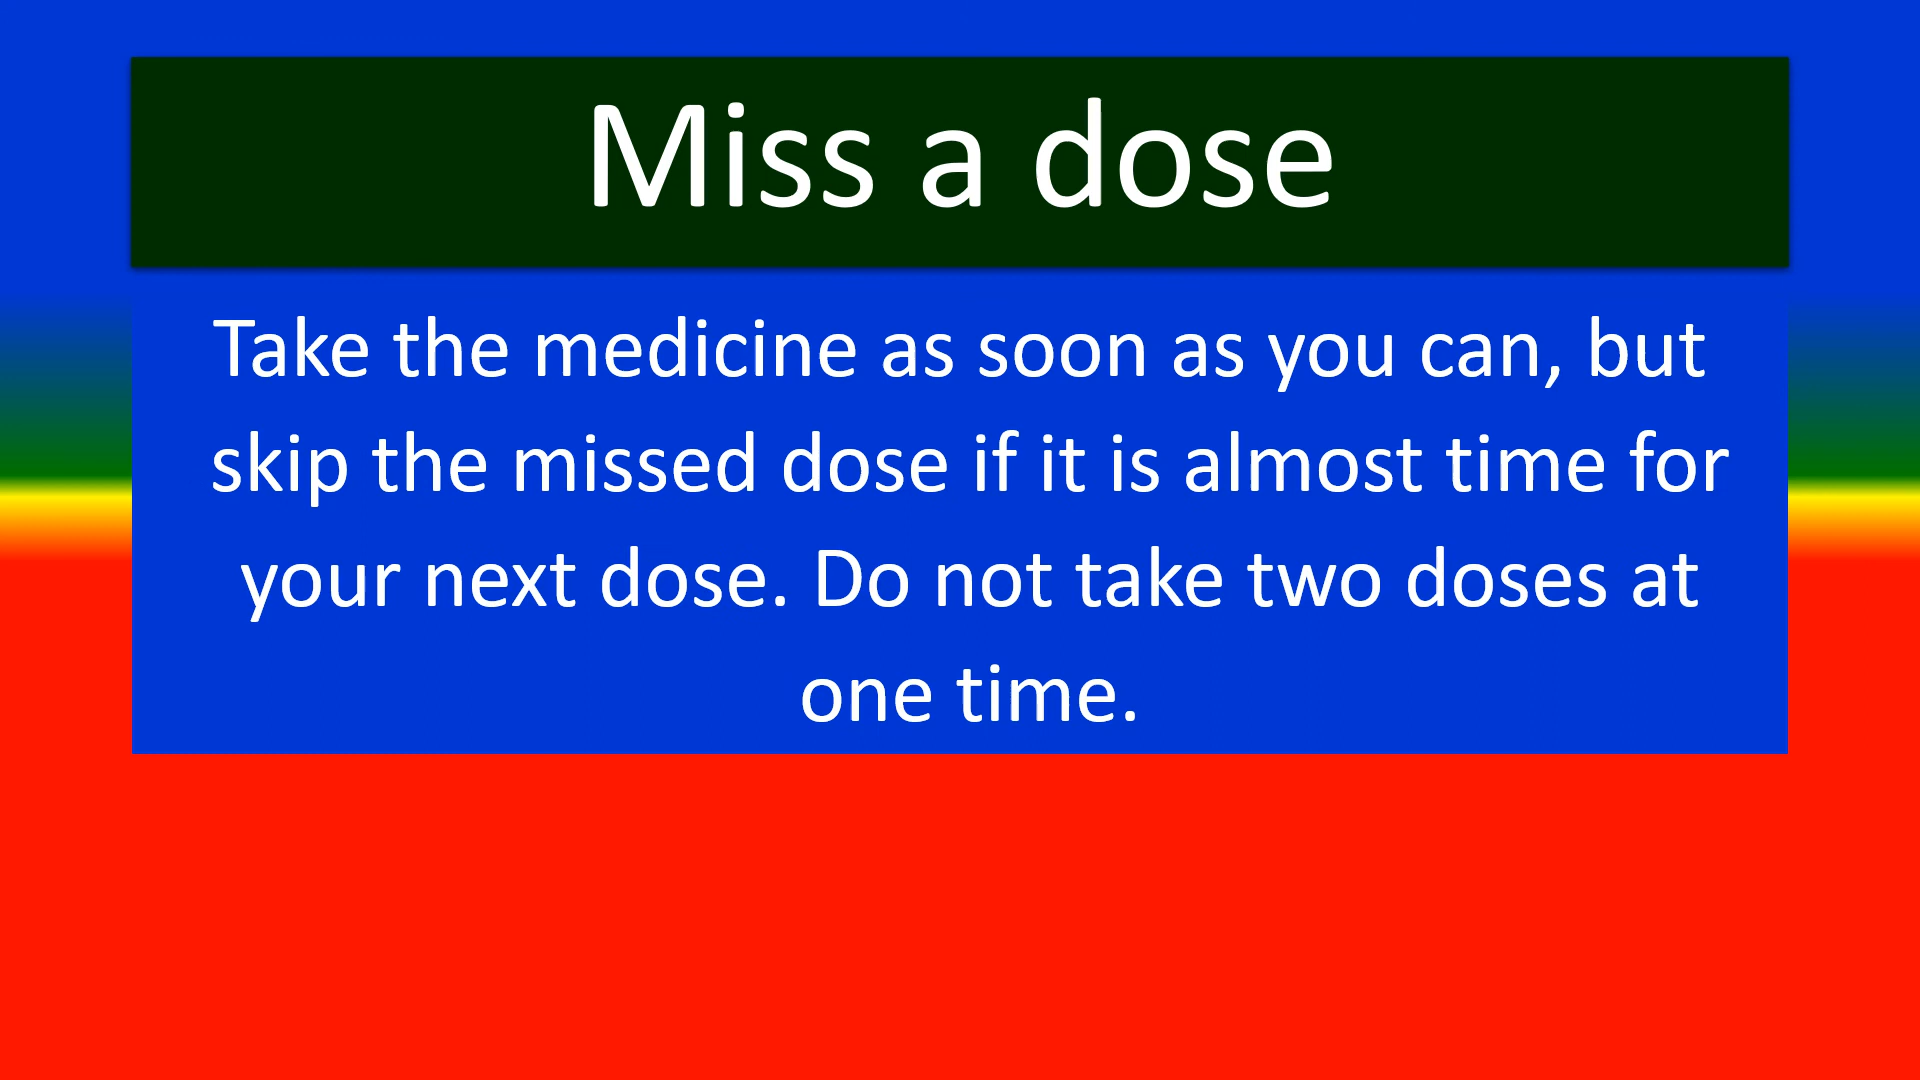 Miss a dose
Take the medicine as soon as you can, but
skip the missed dose if it is almost time for
your next dose. Do not take two doses at
one time.